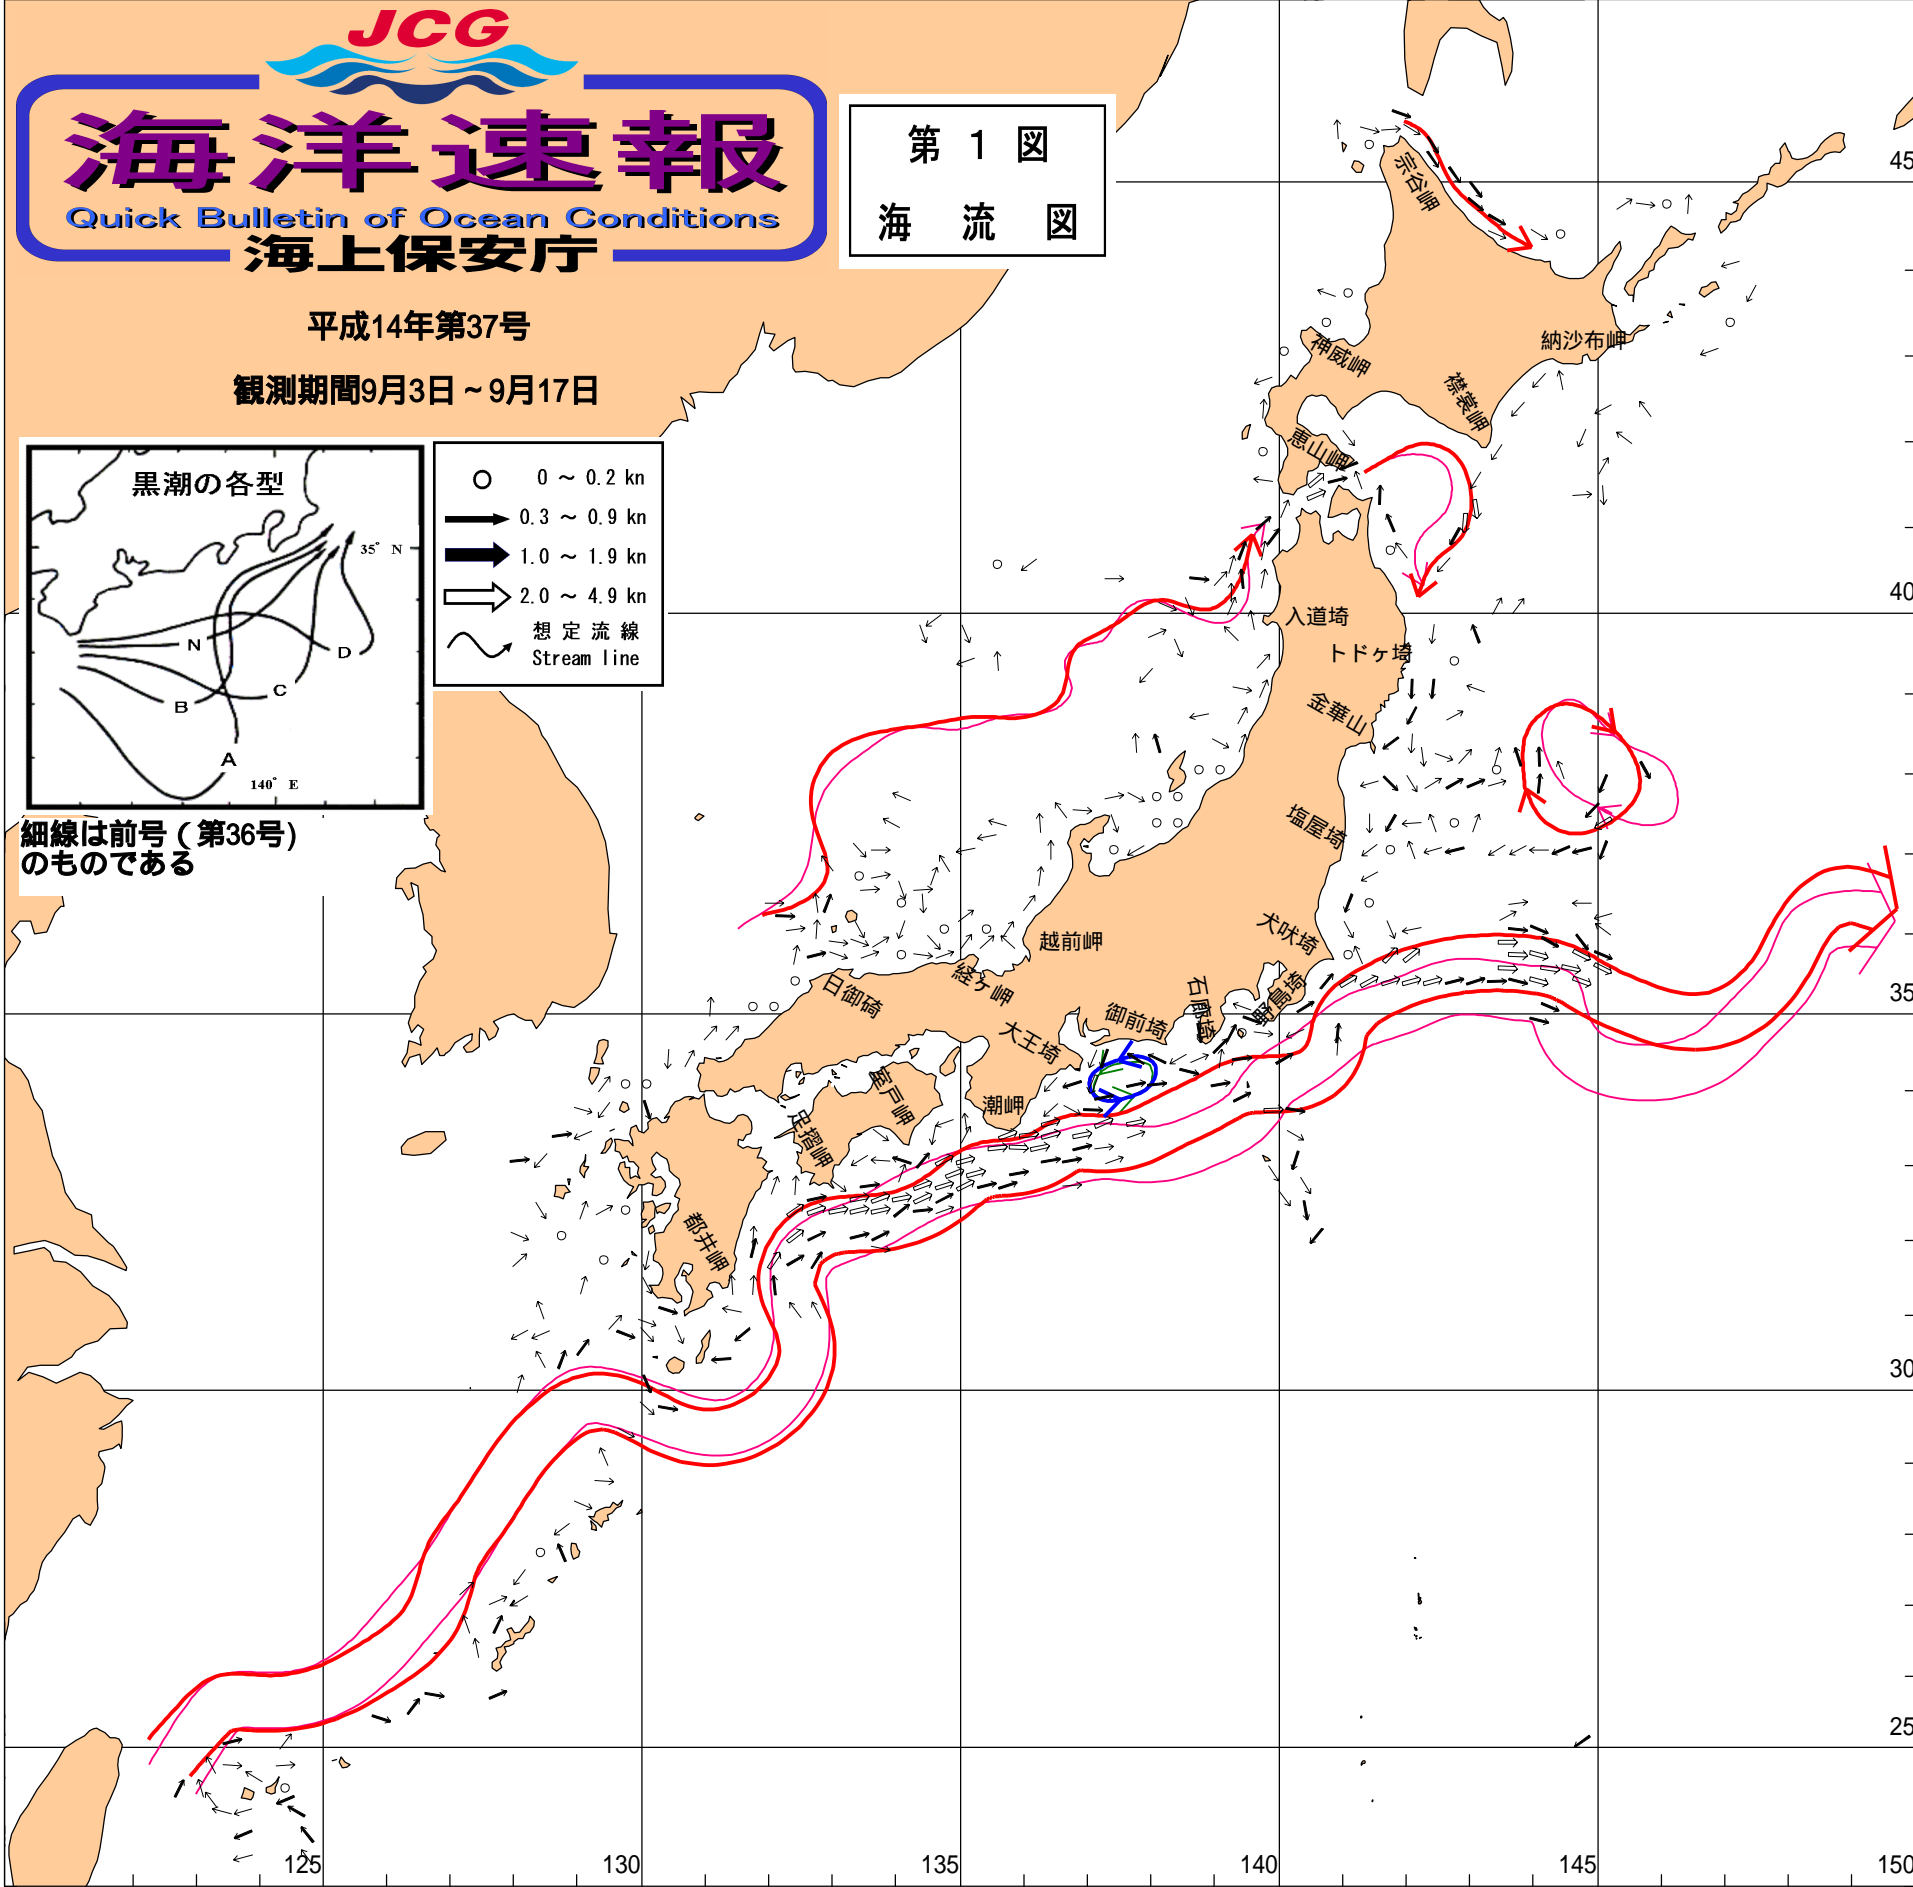 JCG
海洋速報
Quick Bulletin of Ocean Conditions
海上保安庁
平成14年第37号
観測期間9月3日~9月17日
第 1 図
海 流 図
黒潮の各型
35° N
N
D
C
B
A
140° E
0 ~ 0.2 kn
0.3 ~ 0.9 kn
1.0 ~ 1.9 kn
2.0 ~ 4.9 kn
想定流線
Stream line
細線は前号(第36号)
のものである
宗谷岬
納沙布岬
神威岬
襟裳岬
恵山岬
入道埼
トドヶ埼
金華山
塩屋埼
犬吠埼
越前岬
経ヶ岬
日御碕
石廊埼
野島埼
御前埼
大王埼
潮岬
室戸岬
足摺岬
都井岬
45
40
35
30
25
125
130
135
140
145
150